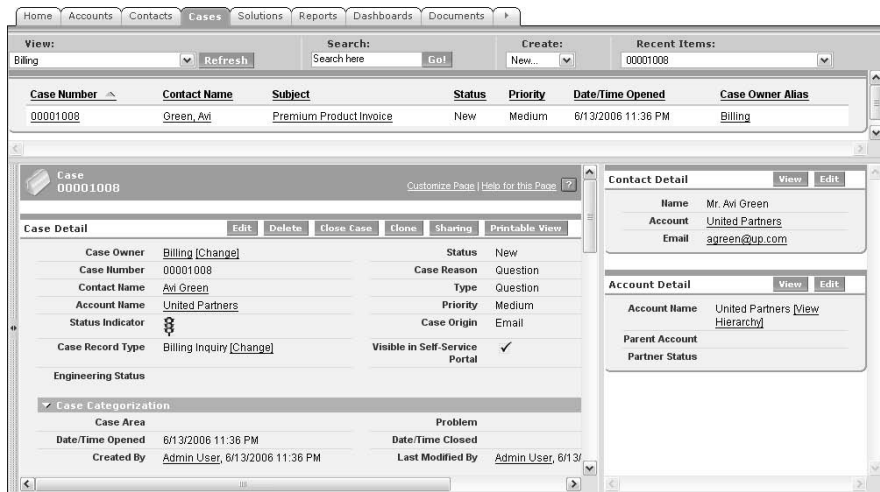 Home Accounts Contacts Cases Solutions Reports Dashboards Documents
View: Search: Create: Recent Items:
Billing Refresh Search here Go! New... 00001008
Case Number Contact Name Subject Status Priority Date/Time Opened Case Owner Alias
00001008 Green, Avi Premium Product Invoice New Medium 6/13/2006 11:36 PM Billing
Case
00001008
Customize Page | Help for this Page ?
Case Detail Edit Delete Close Case Clone Sharing Printable View
Case Owner Billing [Change] Status New
Case Number 00001008 Case Reason Question
Contact Name Avi Green Type Question
Account Name United Partners Priority Medium
Status Indicator Case Origin Email
Case Record Type Billing Inquiry [Change] Visible in Self-Service
Portal
Engineering Status
Case Categorization
Case Area Problem
Date/Time Opened 6/13/2006 11:36 PM Date/Time Closed
Created By Admin User, 6/13/2006 11:36 PM Last Modified By Admin User, 6/13/
Contact Detail View Edit
Name Mr. Avi Green
Account United Partners
Email agreen@up.com
Account Detail View Edit
Account Name United Partners [View
Hierarchy]
Parent Account
Partner Status